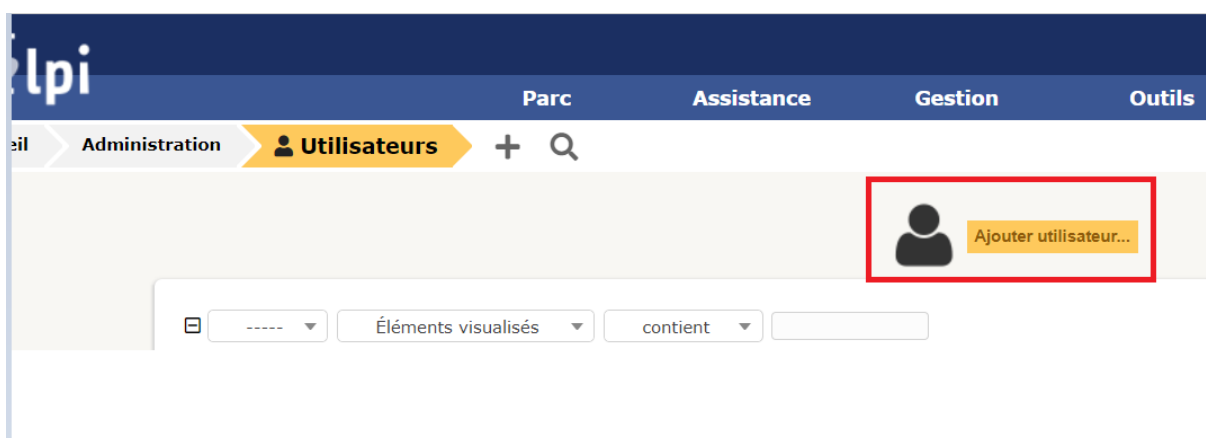 lpi
Parc Assistance Gestion Outils
eil Administration Utilisateurs
Ajouter utilisateur...
----- Éléments visualisés contient